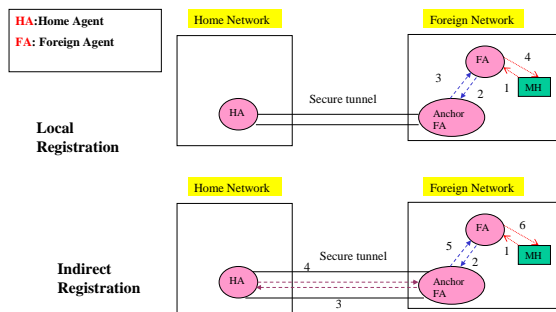 HA:Home Agent
FA: Foreign Agent
Home Network
Foreign Network
FA
4
3
2
1
MH
Secure tunnel
HA
Anchor
FA
Local
Registration
Home Network
Foreign Network
FA
6
5
2
1
MH
Secure tunnel
4
HA
Anchor
FA
3
Indirect
Registration